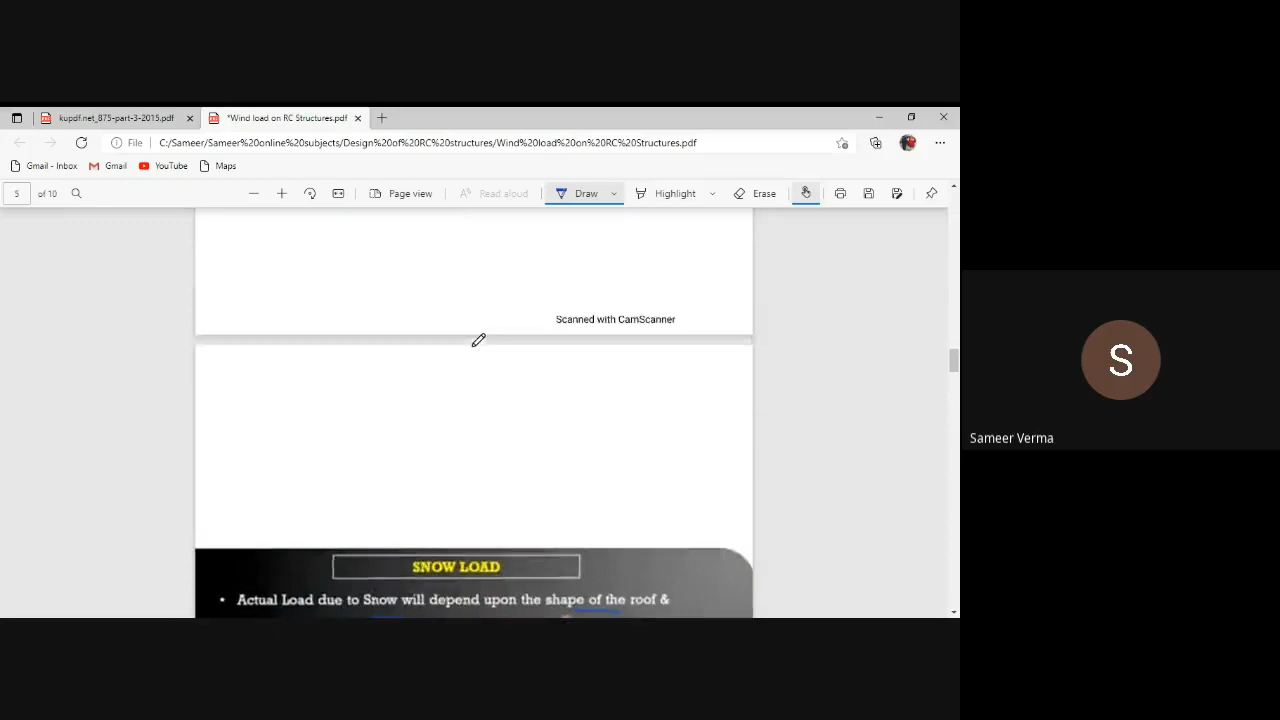 kupdf.net_875-part-3-2015.pdf
*Wind load on RC Structures.pdf
File
C:/Sameer/Sameer%20online%20subjects/Design%20of%20RC%20structures/Wind%20load%20on%20RC%20Structures.pdf
Gmail - Inbox
Gmail
YouTube
Maps
5 of 10
Page view
Read aloud
Draw
Highlight
Erase
Scanned with CamScanner
SNOW LOAD
• Actual Load due to Snow will depend upon the shape of the roof &
S
Sameer Verma